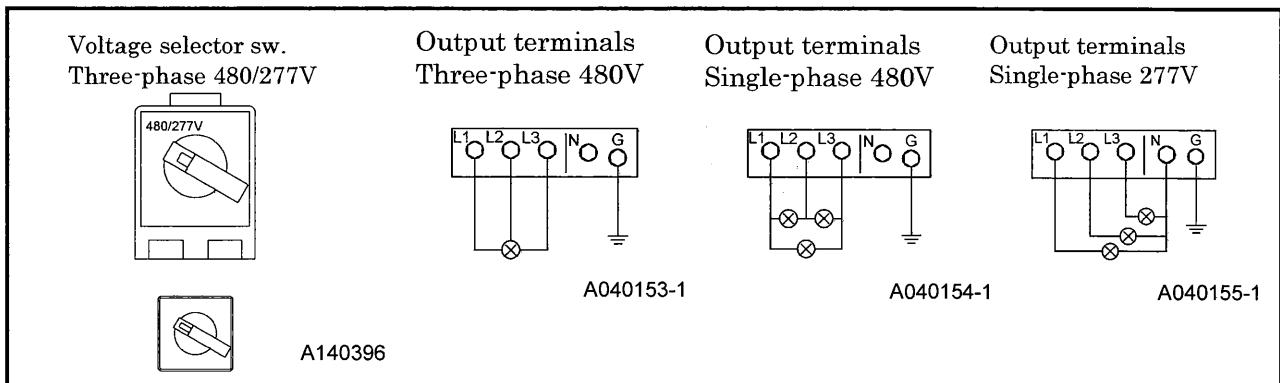 Voltage selector sw.
Three-phase 480/277V
480/277V
A140396
Output terminals
Three-phase 480V
L1 L2 L3 N G
A040153-1
Output terminals
Single-phase 480V
L1 L2 L3 N G
A040154-1
Output terminals
Single-phase 277V
L1 L2 L3 N G
A040155-1